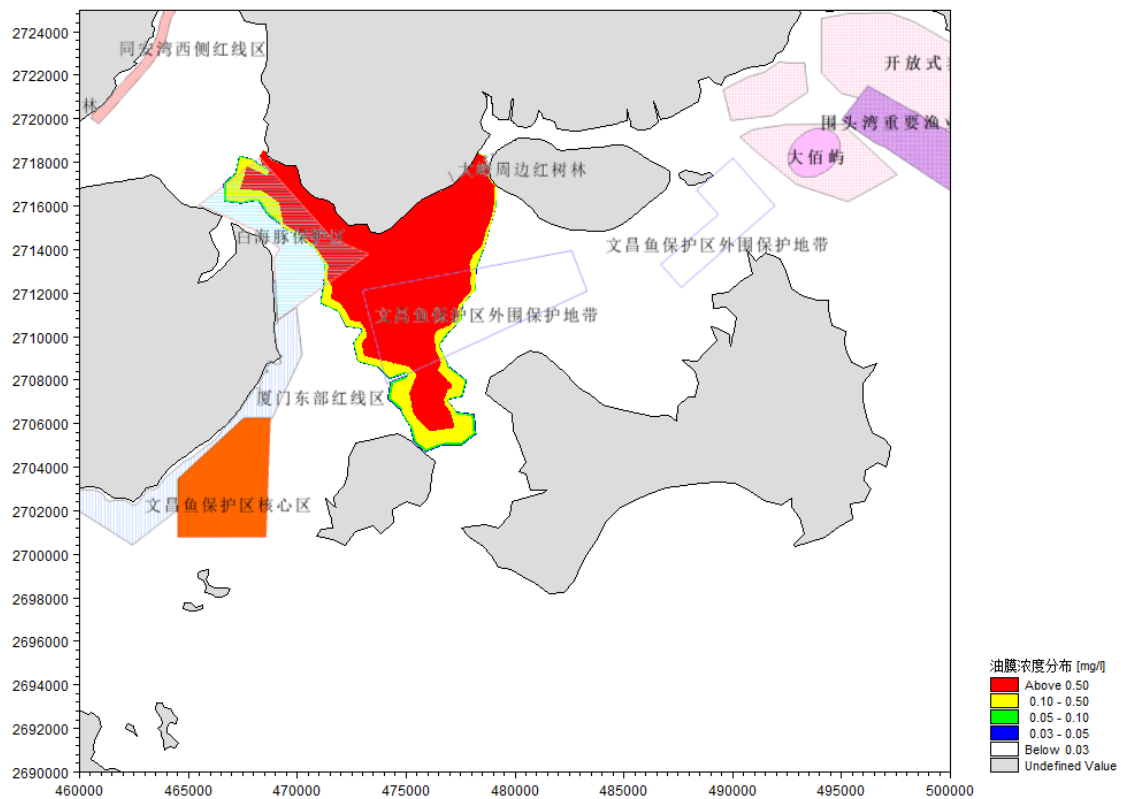 2724000
2722000
2720000
2718000
2716000
2714000
2712000
2710000
2708000
2706000
2704000
2702000
2700000
2698000
2696000
2694000
2692000
2690000
460000
465000
470000
475000
480000
485000
490000
495000
500000
同安湾西侧红线区
林
开放式
围头湾重要渔
大佰屿
大嶝周边红树林
白海豚保护区
文昌鱼保护区外围保护地带
文昌鱼保护区外围保护地带
厦门东部红线区
文昌鱼保护区核心区
油膜浓度分布 [mg/l]
Above 0.50
0.10 - 0.50
0.05 - 0.10
0.03 - 0.05
Below 0.03
Undefined Value